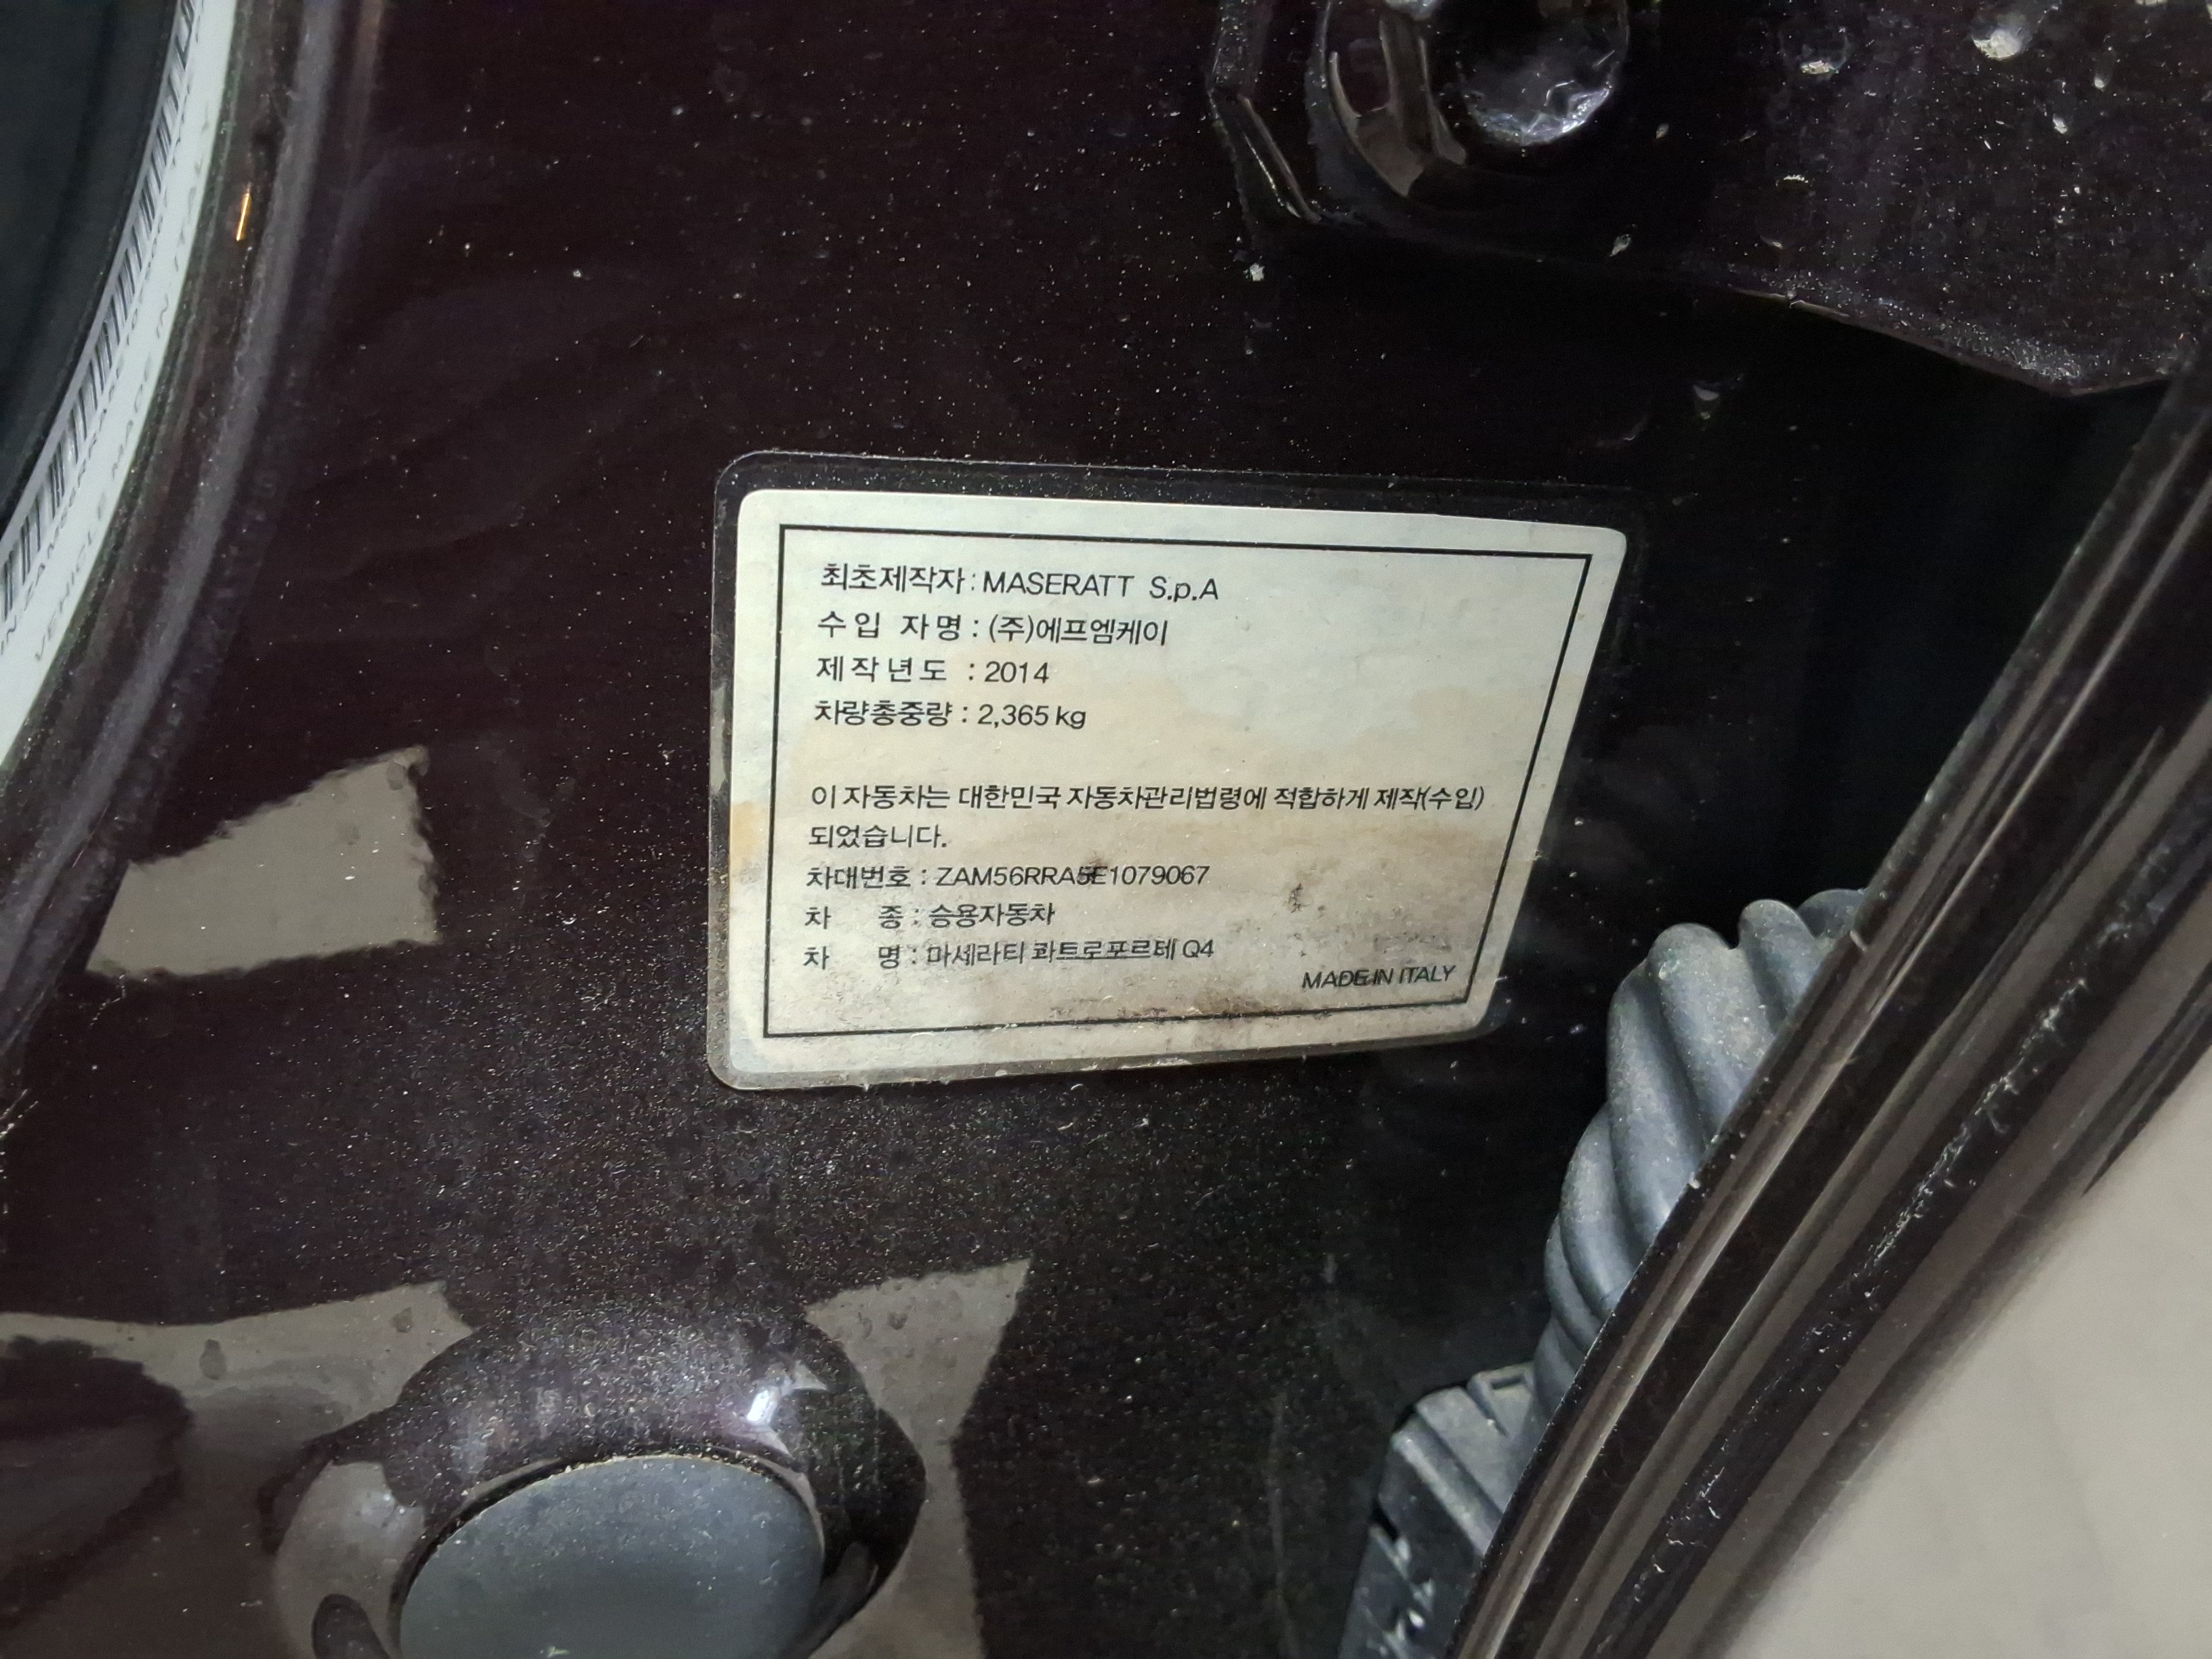 최초제작자 : MASERATT S.p.A
수입 자명 : (주)에프엠케이
제작년도 : 2014
차량총중량 : 2,365 kg
이 자동차는 대한민국 자동차관리법령에 적합하게 제작(수입)
되었습니다.
차대번호 : ZAM56RRA5E1079067
차 종 : 승용자동차
차 명 : 마세라티 콰트로포르테 Q4
MADE IN ITALY
VEHICLE MADE IN ITALY